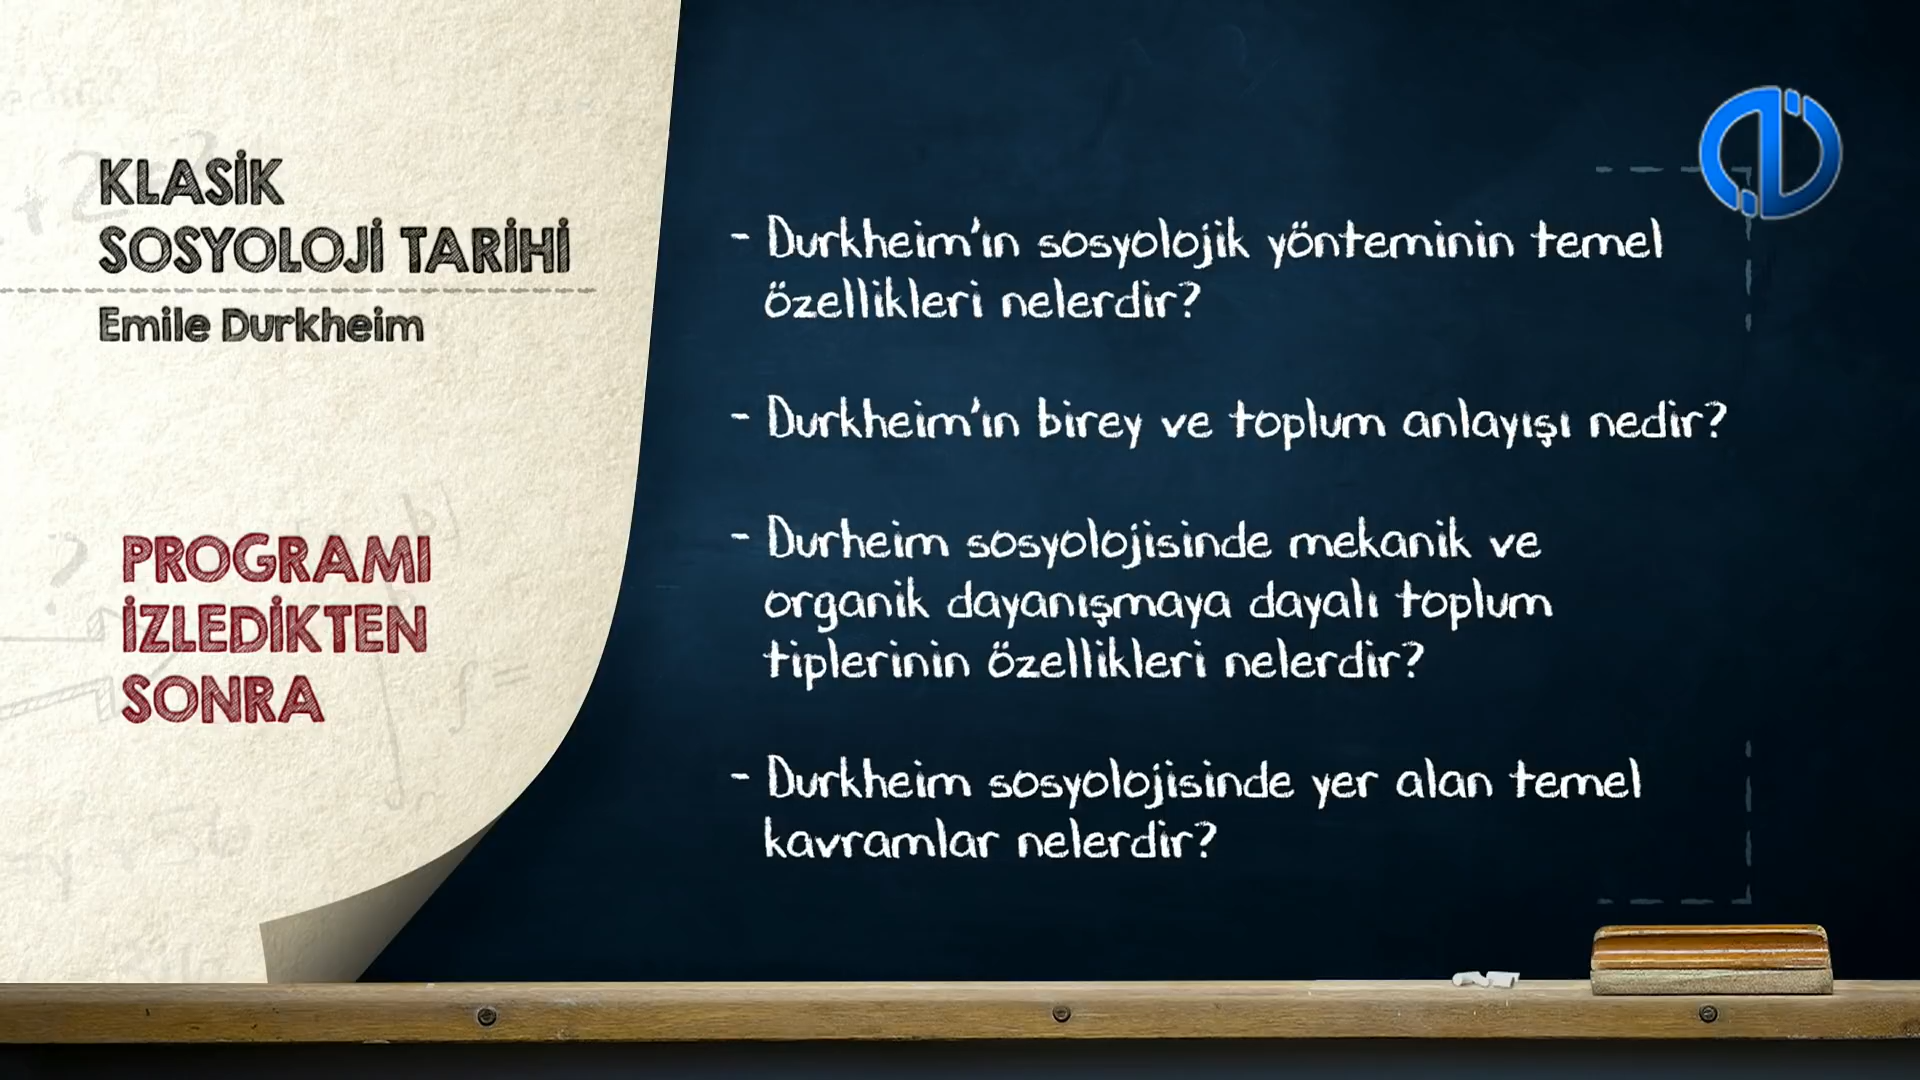 KLASİK
SOSYOLOJİ TARİHİ
Emile Durkheim
PROGRAMI
İZLEDİKTEN
SONRA
- Durkheim'ın sosyolojik yönteminin temel
özellikleri nelerdir?
- Durkheim'ın birey ve toplum anlayışı nedir?
- Durheim sosyolojisinde mekanik ve
organik dayanışmaya dayalı toplum
tiplerinin özellikleri nelerdir?
- Durkheim sosyolojisinde yer alan temel
kavramlar nelerdir?